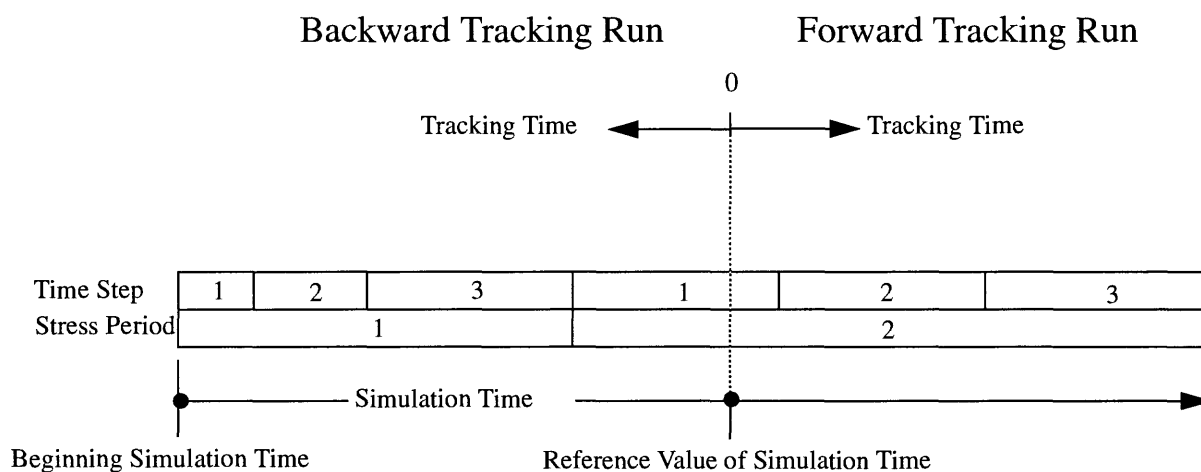 Backward Tracking Run Forward Tracking Run
0
Tracking Time Tracking Time
Time Step 1 2 3 1 2 3
Stress Period 1 2
Simulation Time
Beginning Simulation Time Reference Value of Simulation Time